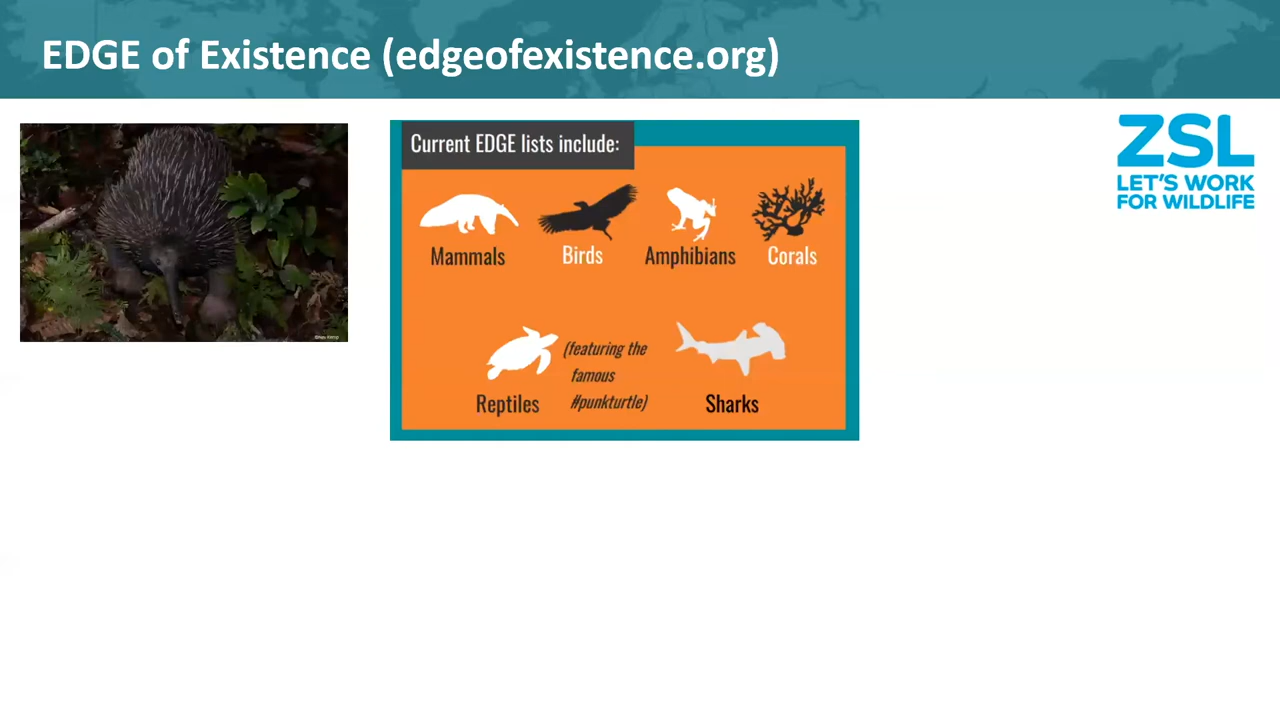 EDGE of Existence (edgeofexistence.org)
Current EDGE lists include:
ZSL
LET'S WORK
FOR WILDLIFE
Mammals
Birds
Amphibians
Corals
(featuring the
famous
#punkturtle)
Reptiles
Sharks